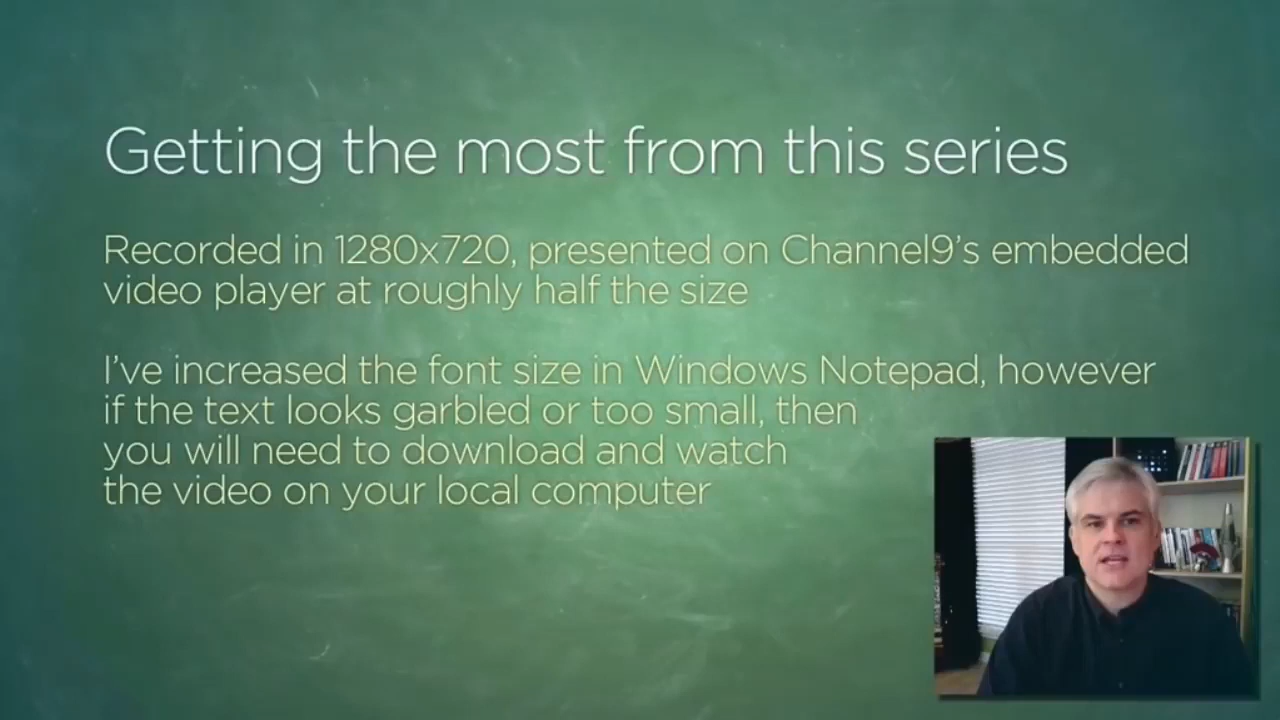 Getting the most from this series
Recorded in 1280x720, presented on Channel9’s embedded
video player at roughly half the size
I’ve increased the font size in Windows Notepad, however
if the text looks garbled or too small, then
you will need to download and watch
the video on your local computer